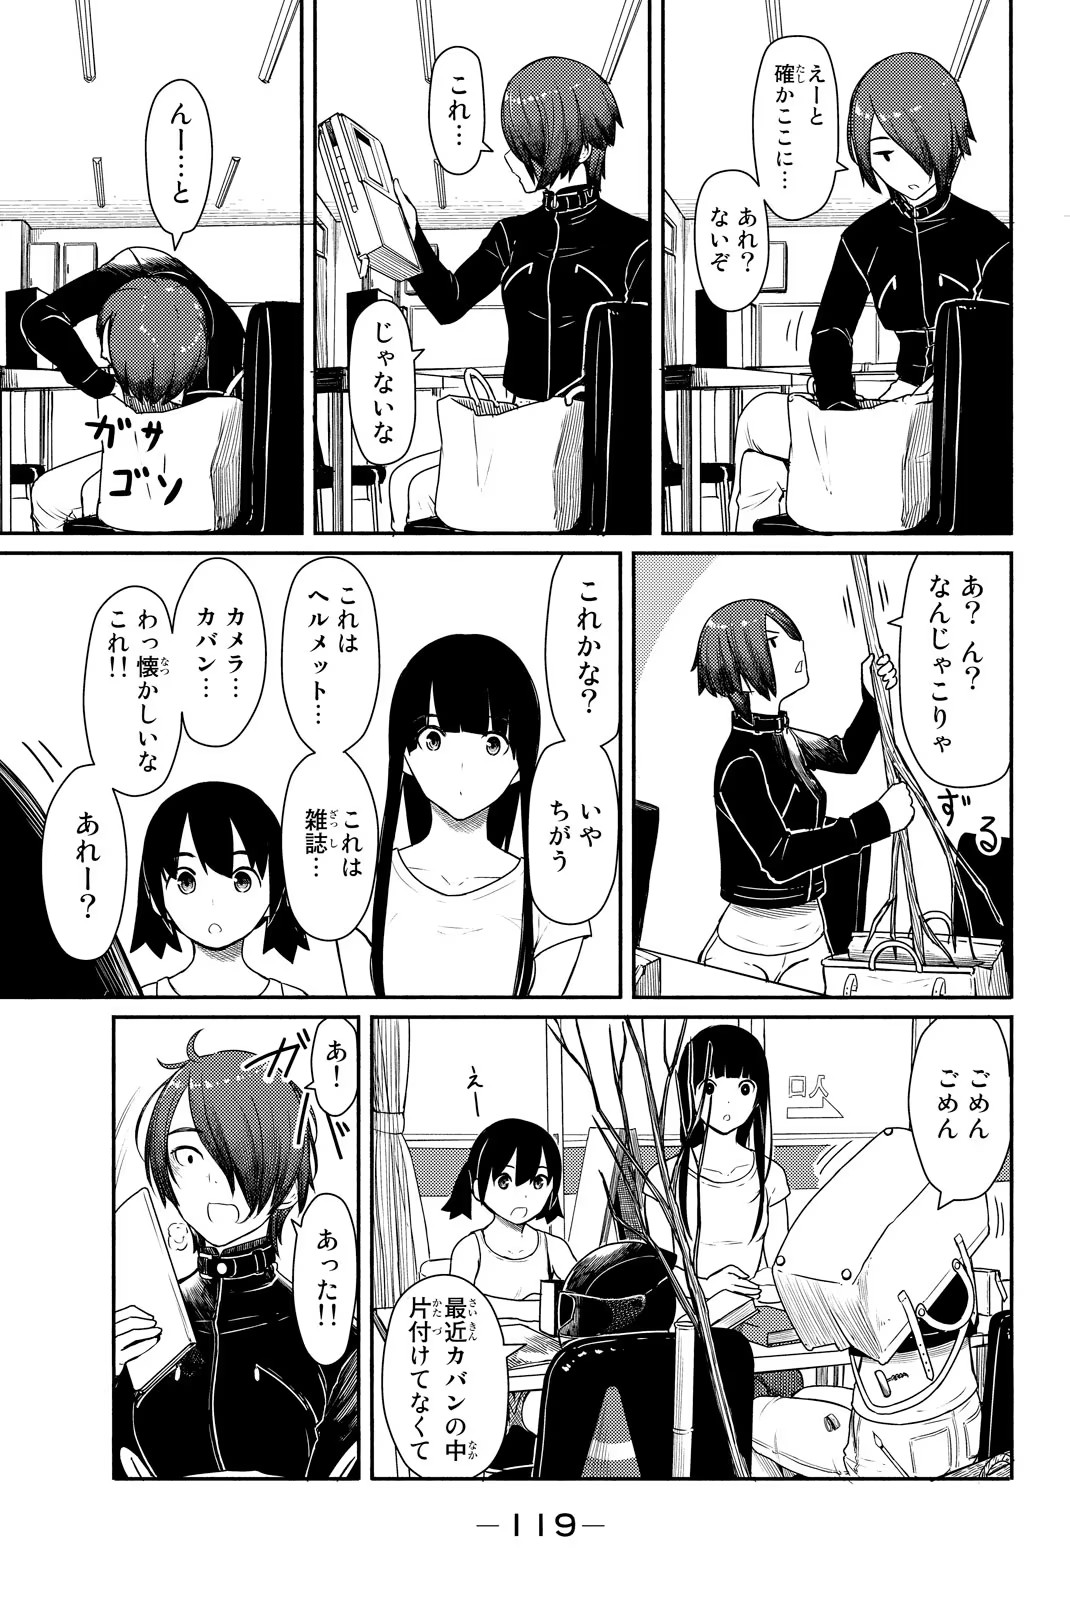 えーと
確かここに…
あれ?
ないぞ
これ…
じゃないな
んー…と
ガサ
ゴソ
あ?ん?
なんじゃこりゃ
ずる
これかな?
いや
ちがう
これは
ヘルメット…
これは
雑誌…
カメラ…
カバン…
わっ懐かしいな
これ!!
あれー?
ごめん
ごめん
えー
最近カバンの中
片付けてなくて
あ!
ガバ
あった!!
—119—